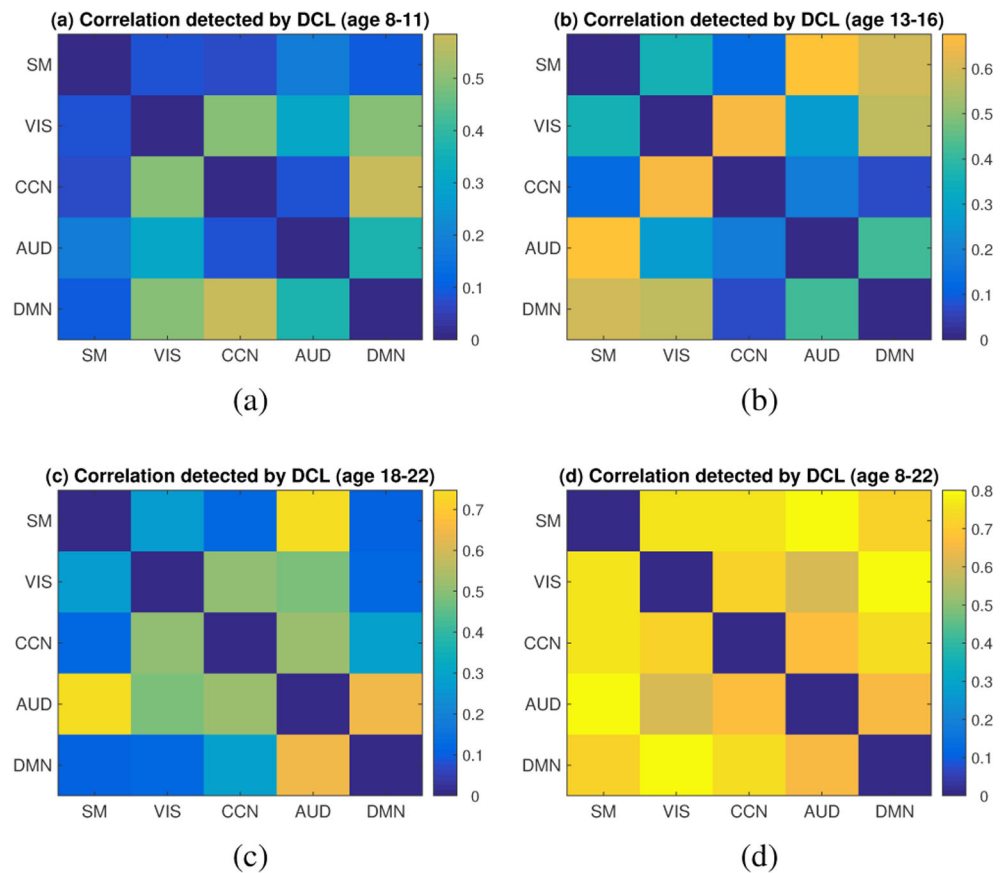 (a) Correlation detected by DCL (age 8-11)
SM
VIS
CCN
AUD
DMN
SM VIS CCN AUD DMN
0.5
0.4
0.3
0.2
0.1
0
(a)
(b) Correlation detected by DCL (age 13-16)
SM
VIS
CCN
AUD
DMN
SM VIS CCN AUD DMN
0.6
0.5
0.4
0.3
0.2
0.1
0
(b)
(c) Correlation detected by DCL (age 18-22)
SM
VIS
CCN
AUD
DMN
SM VIS CCN AUD DMN
0.7
0.6
0.5
0.4
0.3
0.2
0.1
0
(c)
(d) Correlation detected by DCL (age 8-22)
SM
VIS
CCN
AUD
DMN
SM VIS CCN AUD DMN
0.8
0.7
0.6
0.5
0.4
0.3
0.2
0.1
0
(d)